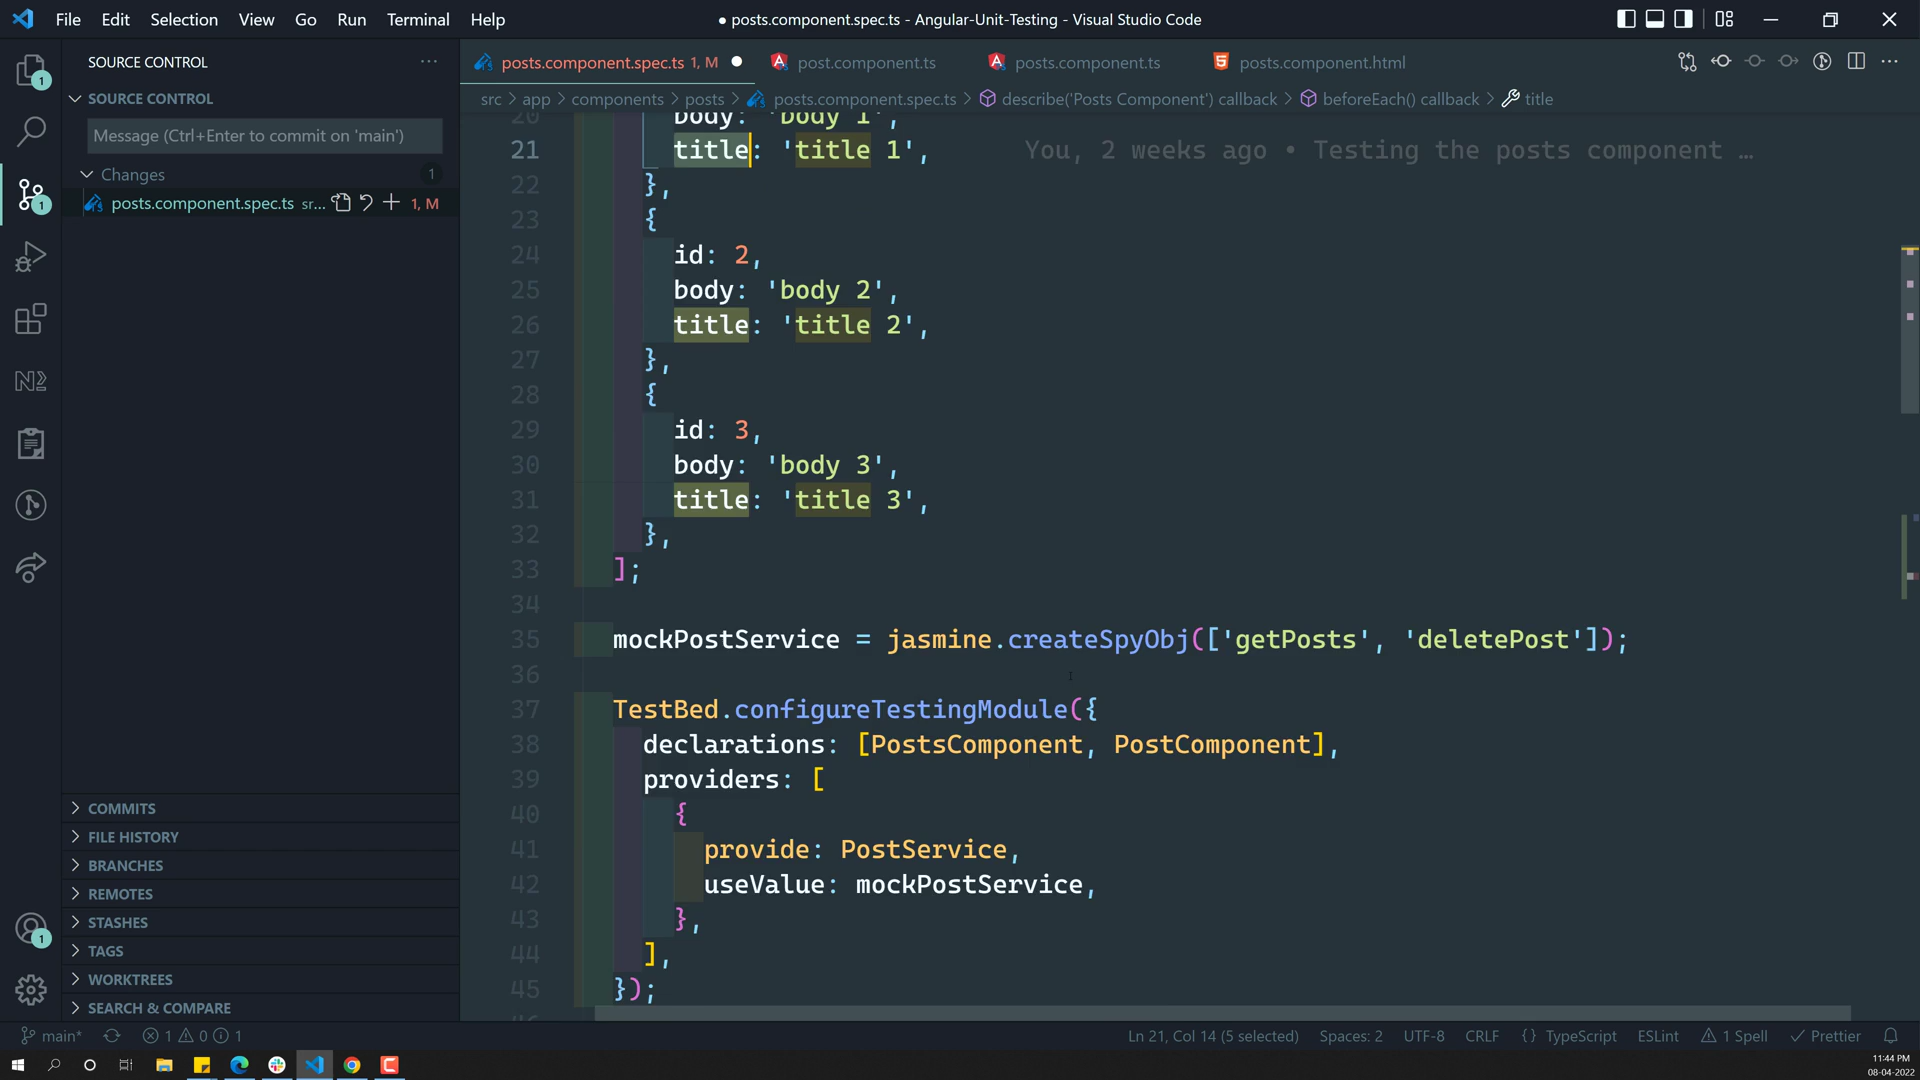 File Edit Selection View Go Run Terminal Help
● posts.component.spec.ts - Angular-Unit-Testing - Visual Studio Code
SOURCE CONTROL
SOURCE CONTROL
Message (Ctrl+Enter to commit on 'main')
Changes 1
posts.component.spec.ts sr... 1, M
COMMITS
FILE HISTORY
BRANCHES
REMOTES
STASHES
TAGS
WORKTREES
SEARCH & COMPARE
1
1
1
posts.component.spec.ts 1, M
post.component.ts
posts.component.ts
posts.component.html
src > app > components > posts > posts.component.spec.ts > describe('Posts Component') callback > beforeEach() callback > title
20 body: 'body 1',
21 title: 'title 1', You, 2 weeks ago • Testing the posts component …
22 },
23 {
24 id: 2,
25 body: 'body 2',
26 title: 'title 2',
27 },
28 {
29 id: 3,
30 body: 'body 3',
31 title: 'title 3',
32 },
33 ];
34
35 mockPostService = jasmine.createSpyObj(['getPosts', 'deletePost']);
36
37 TestBed.configureTestingModule({
38 declarations: [PostsComponent, PostComponent],
39 providers: [
40 {
41 provide: PostService,
42 useValue: mockPostService,
43 },
44 ],
45 });
main* 1 0 1
Ln 21, Col 14 (5 selected) Spaces: 2 UTF-8 CRLF {} TypeScript ESLint 1 Spell Prettier
11:44 PM
08-04-2022